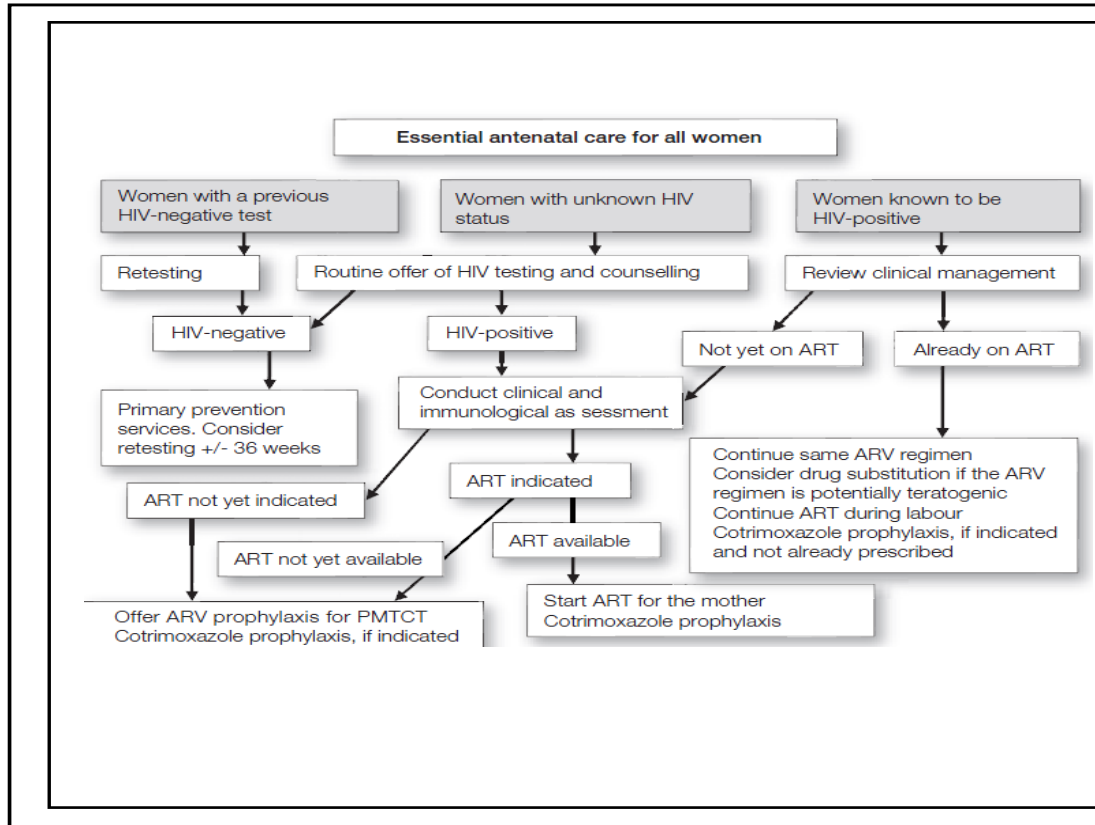 Essential antenatal care for all women
Women with a previous
HIV-negative test
Women with unknown HIV
status
Women known to be
HIV-positive
Retesting
Routine offer of HIV testing and counselling
Review clinical management
HIV-negative
HIV-positive
Not yet on ART
Already on ART
Primary prevention
services. Consider
retesting +/- 36 weeks
Conduct clinical and
immunological as sessment
Continue same ARV regimen
Consider drug substitution if the ARV
regimen is potentially teratogenic
Continue ART during labour
Cotrimoxazole prophylaxis, if indicated
and not already prescribed
ART not yet indicated
ART indicated
ART not yet available
ART available
Offer ARV prophylaxis for PMTCT
Cotrimoxazole prophylaxis, if indicated
Start ART for the mother
Cotrimoxazole prophylaxis